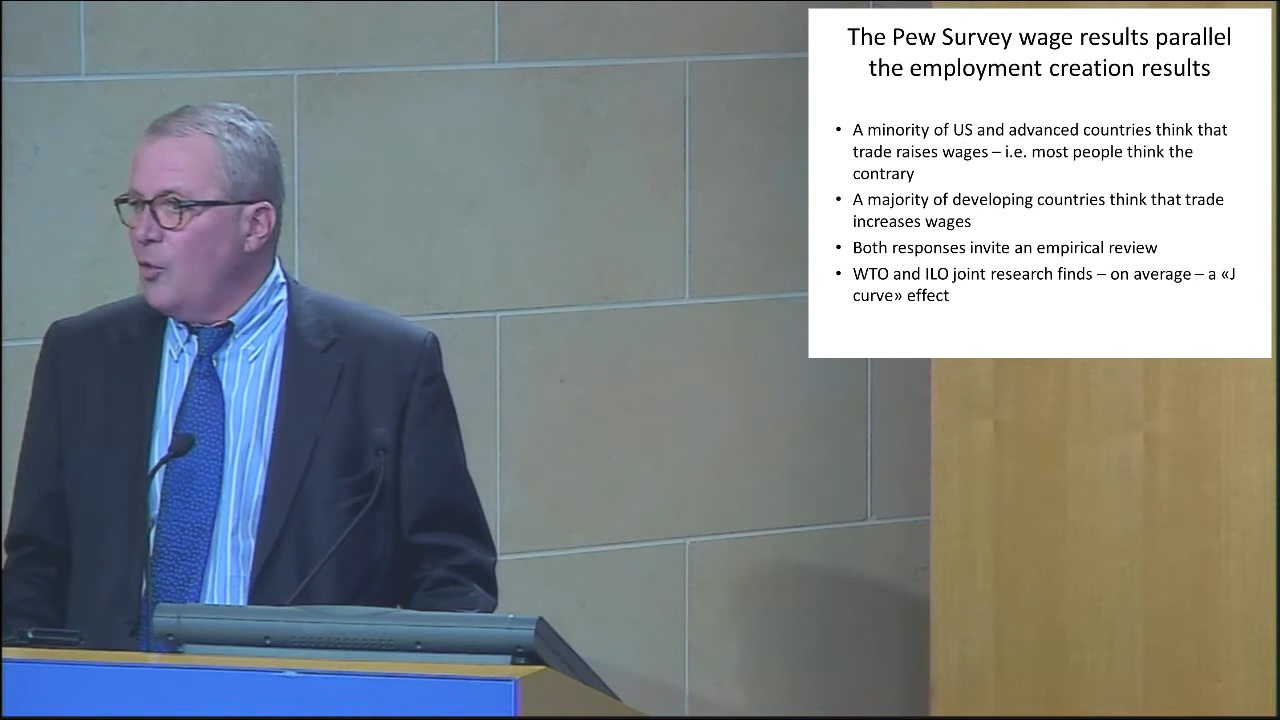 The Pew Survey wage results parallel
the employment creation results
• A minority of US and advanced countries think that
trade raises wages – i.e. most people think the
contrary
• A majority of developing countries think that trade
increases wages
• Both responses invite an empirical review
• WTO and ILO joint research finds – on average – a «J
curve» effect